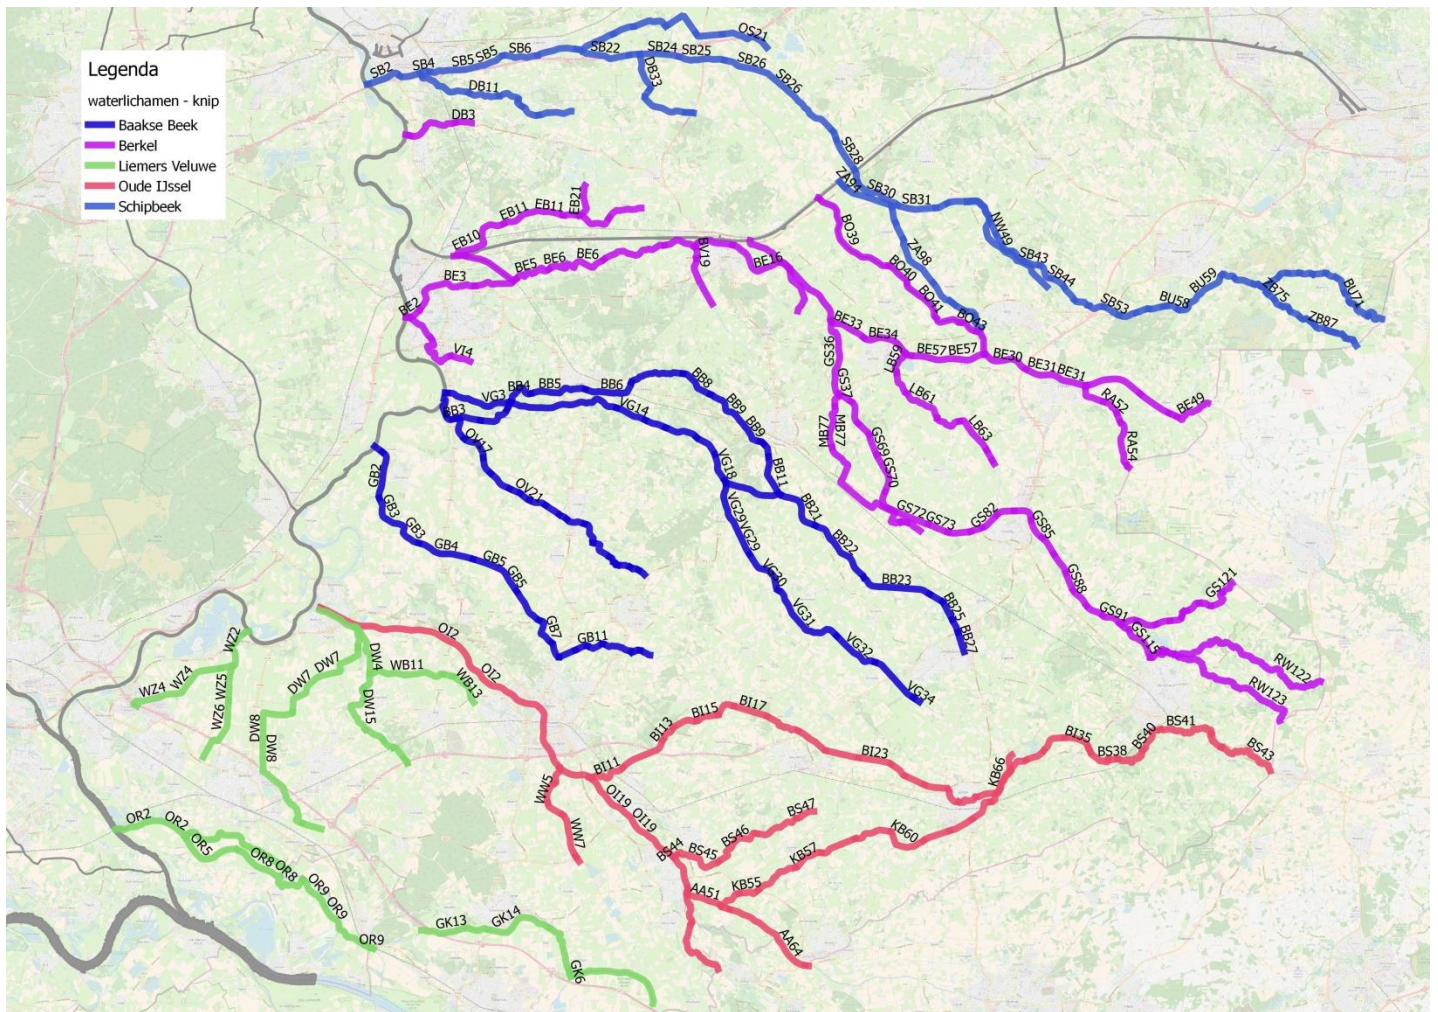 Legenda
waterlichamen - knip
Baakse Beek
Berkel
Liemers Veluwe
Oude IJssel
Schipbeek
OS21
SB2
SB4
SB5
SB5
SB6
SB22
SB24
SB25
SB26
SB26
DB11
DB33
DB3
SB28
ZA94
SB30
SB31
EB21
EB11
EB11
EB10
BO39
NW49
BV19
BE16
ZA98
SB43
SB44
BE3
BE5
BE6
BE6
BO40
BO41
BO43
SB53
BU58
BU59
ZB75
BU71
ZB87
BE2
VI4
BE33
BE34
GS36
LB59
BE57
BE57
BE30
BE31
BE31
BE49
RA52
RA54
GS37
LB61
LB63
MB77
MB77
GS69
GS70
VG3
BB4
BB5
BB6
BB8
BB3
VG14
BB9
BB9
OV17
VG18
BB11
GB2
OV21
BB21
GS72
GS73
GS82
GS85
GB3
GB3
VG29
VG29
BB22
GB4
GB5
GB5
VG30
BB23
GS88
GS121
BB25
GS91
VG31
GB7
GB11
BB27
GS115
VG32
RW122
RW123
VG34
WZ2
OI2
OI2
WZ4
WZ4
WZ5
WZ6
DW7
DW7
DW4
WB11
WB13
DW15
DW8
DW8
BI17
BI15
BI13
BI11
BI23
BI35
BS38
BS40
BS41
BS43
KB66
WW5
OI19
OI19
WW7
BS47
BS46
BS45
BS44
KB60
KB57
KB55
AA51
AA64
OR2
OR2
OR5
OR8
OR8
OR9
OR9
OR9
GK13
GK14
GK6